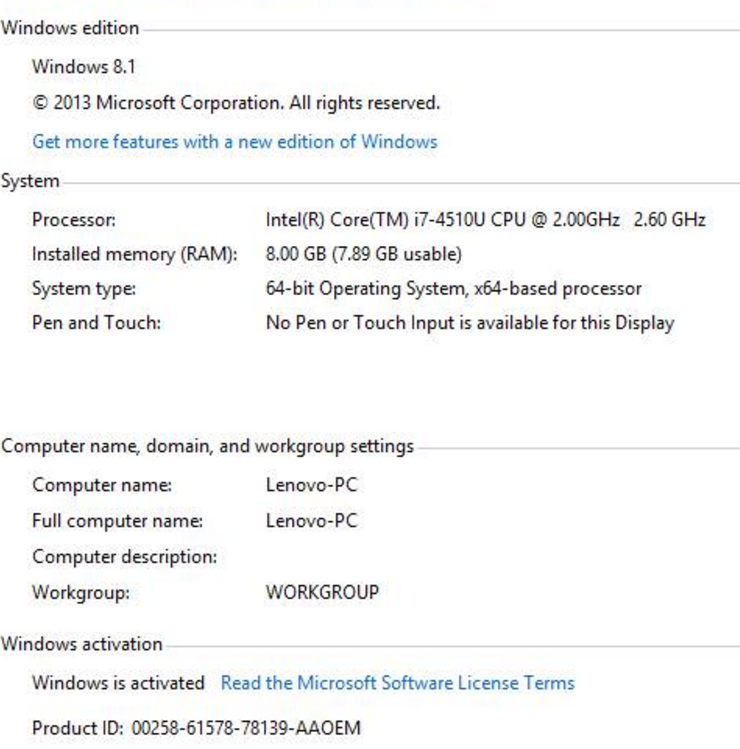 Windows edition
Windows 8.1
© 2013 Microsoft Corporation. All rights reserved.
Get more features with a new edition of Windows
System
Processor: Intel(R) Core(TM) i7-4510U CPU @ 2.00GHz 2.60 GHz
Installed memory (RAM): 8.00 GB (7.89 GB usable)
System type: 64-bit Operating System, x64-based processor
Pen and Touch: No Pen or Touch Input is available for this Display
Computer name, domain, and workgroup settings
Computer name: Lenovo-PC
Full computer name: Lenovo-PC
Computer description:
Workgroup: WORKGROUP
Windows activation
Windows is activated Read the Microsoft Software License Terms
Product ID: 00258-61578-78139-AAOEM